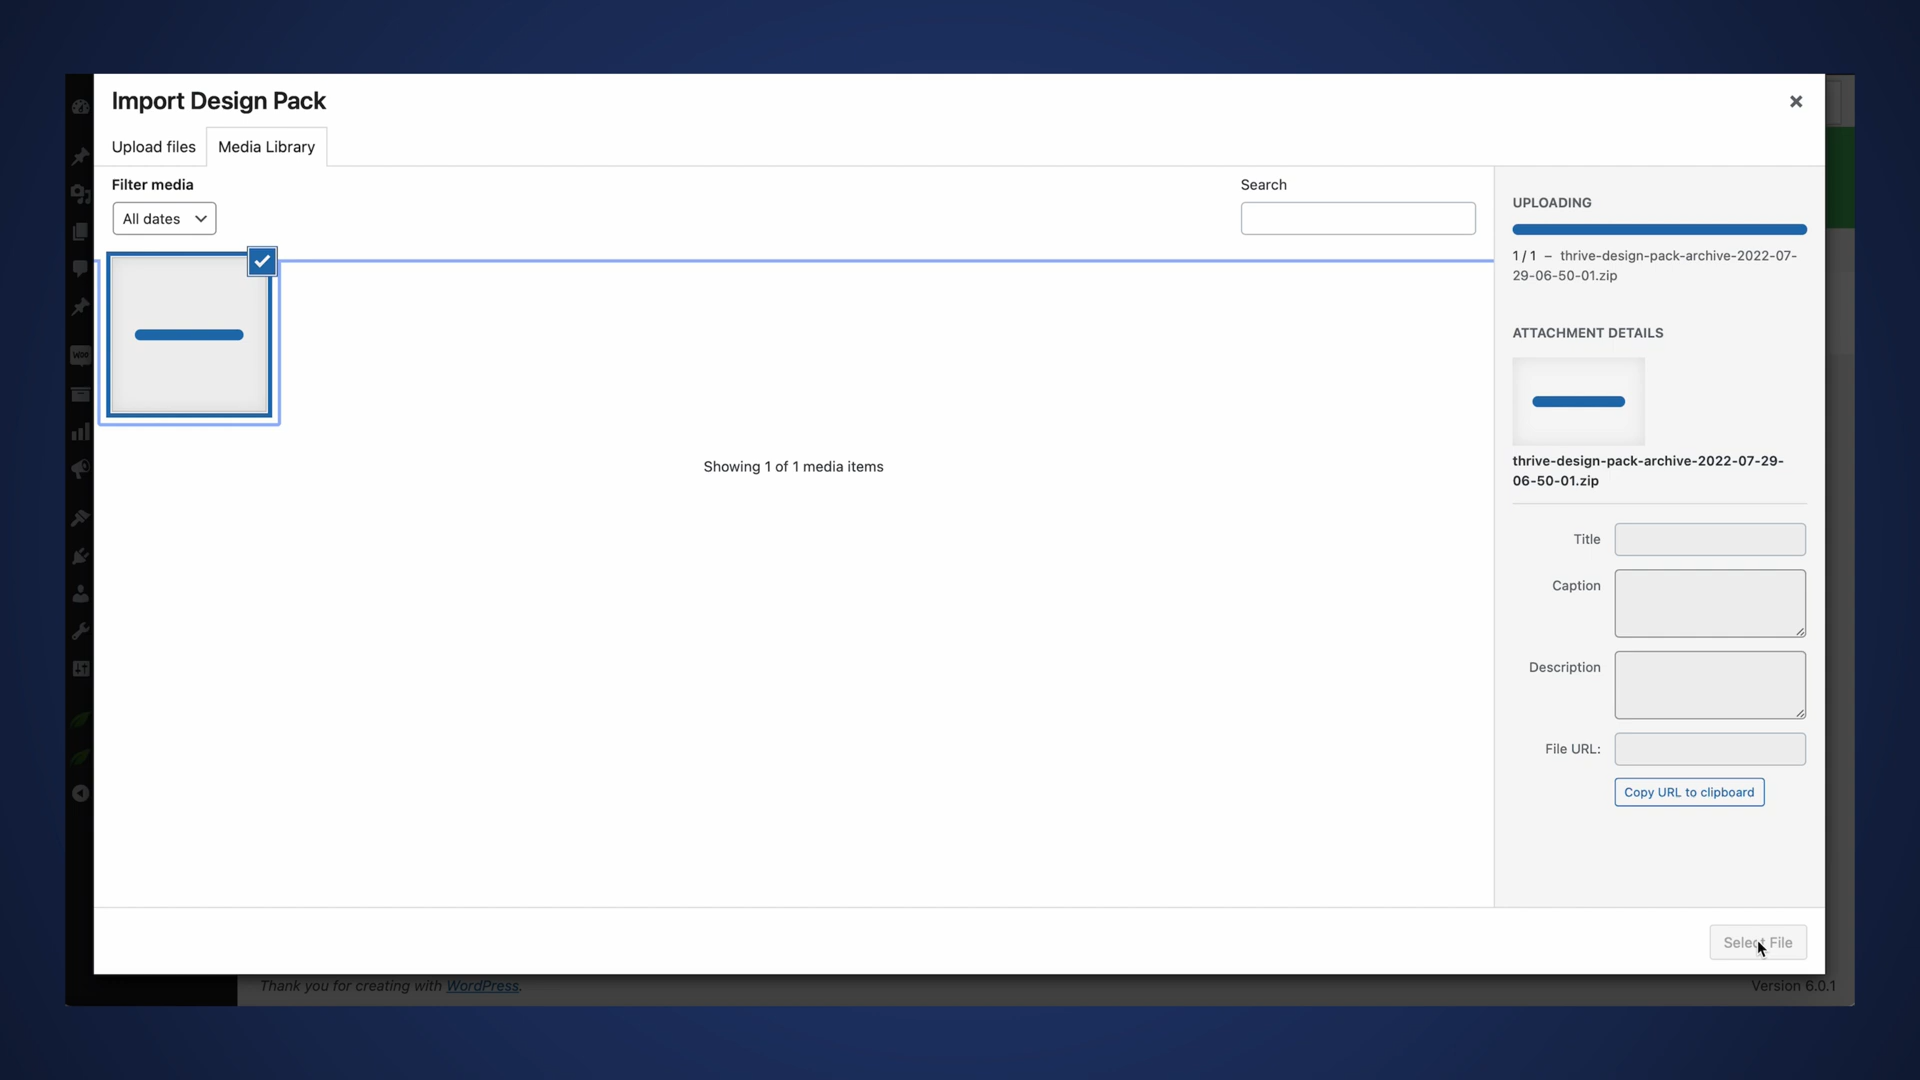 Import Design Pack
Upload files
Media Library
Filter media
All dates
Search
UPLOADING
1 / 1 – thrive-design-pack-archive-2022-07-
29-06-50-01.zip
ATTACHMENT DETAILS
thrive-design-pack-archive-2022-07-29-
06-50-01.zip
Title
Caption
Description
File URL:
Copy URL to clipboard
Showing 1 of 1 media items
Select File
Woo
Thank you for creating with WordPress.
Version 6.0.1